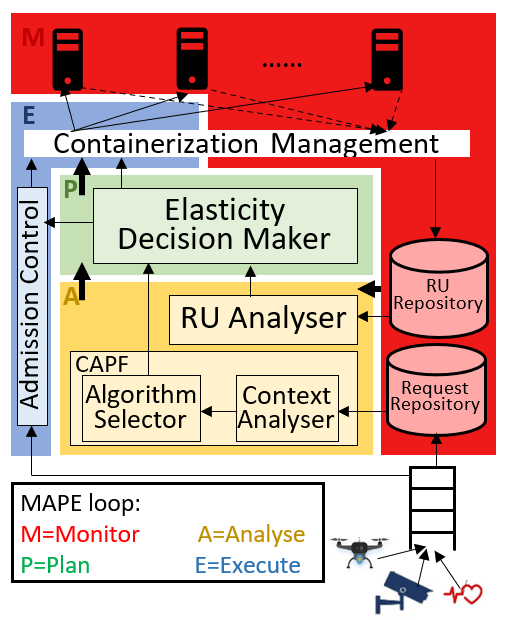 M
......
E
Containerization Management
P
Elasticity
Decision Maker
Admission Control
A
RU Analyser
RU
Repository
CAPF
Algorithm
Selector
Context
Analyser
Request
Repository
MAPE loop:
M=Monitor A=Analyse
P=Plan E=Execute